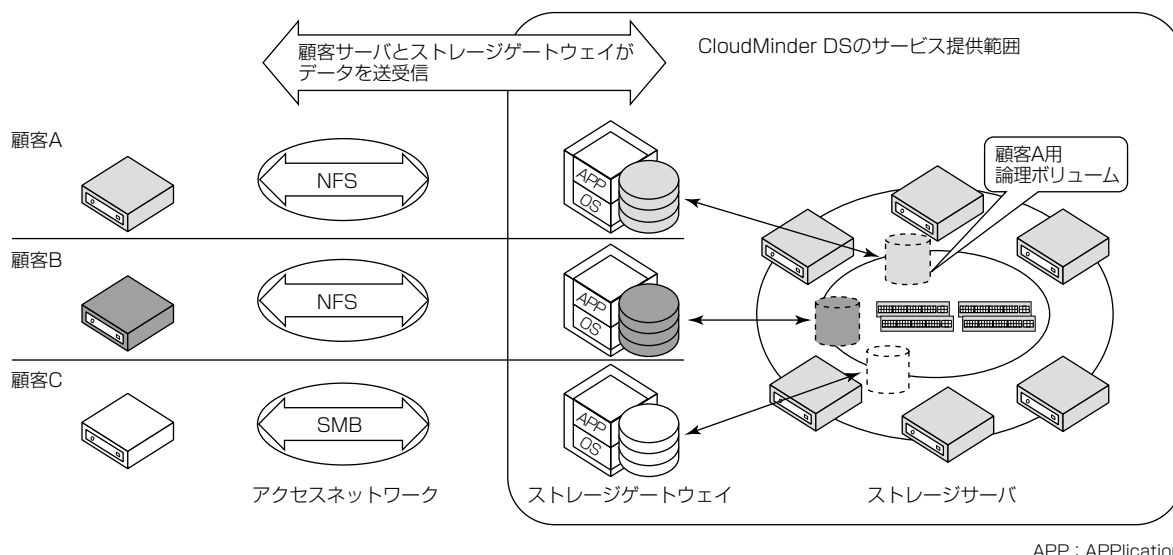 顧客サーバとストレージゲートウェイが
データを送受信
CloudMinder DSのサービス提供範囲
顧客A
NFS
APP
OS
顧客A用
論理ボリューム
顧客B
NFS
APP
OS
顧客C
SMB
APP
OS
アクセスネットワーク
ストレージゲートウェイ
ストレージサーバ
APP：APPlication